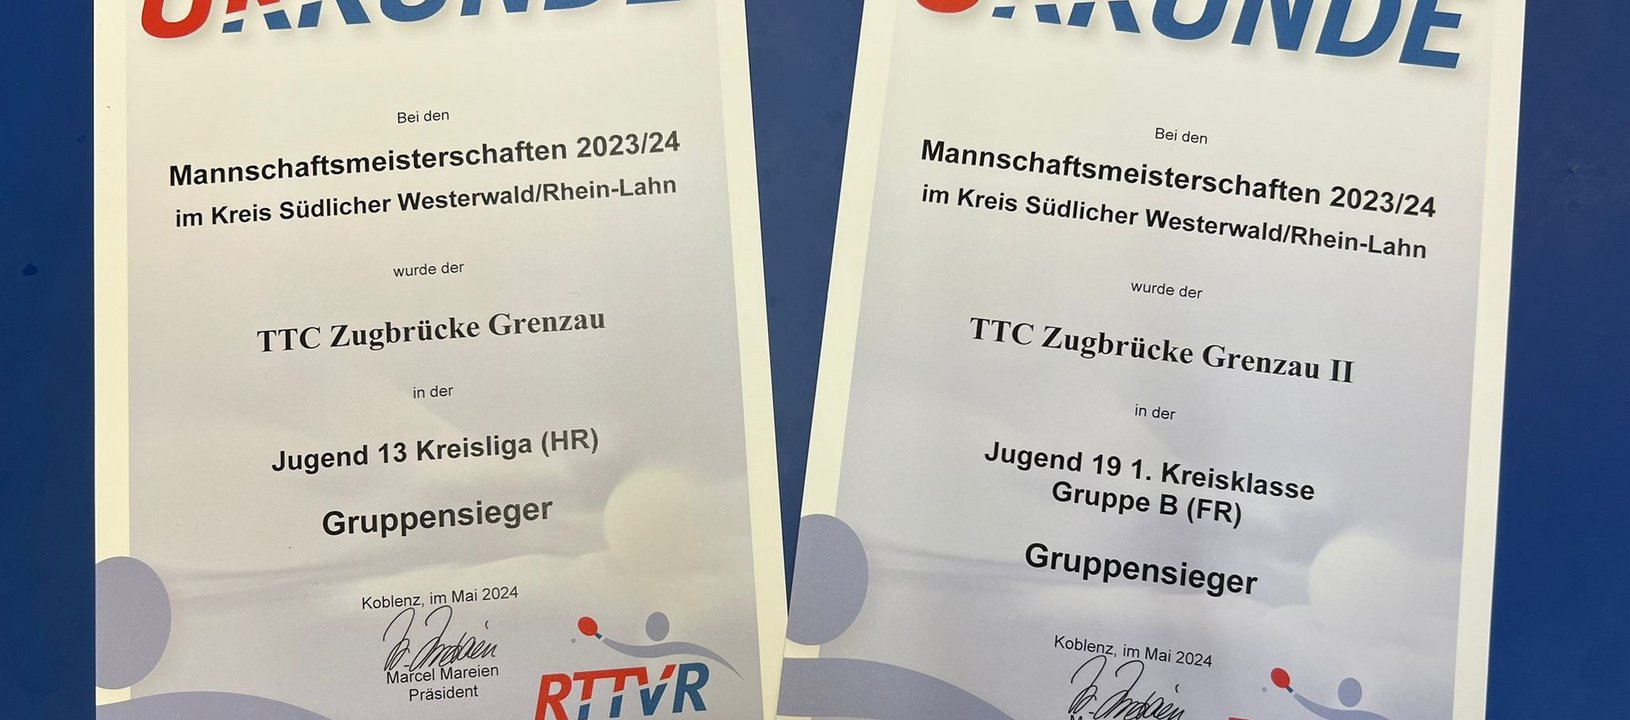 URKUNDE
Bei den
Mannschaftsmeisterschaften 2023/24
im Kreis Südlicher Westerwald/Rhein-Lahn
wurde der
TTC Zugbrücke Grenzau
in der
Jugend 13 Kreisliga (HR)
Gruppensieger
Koblenz, im Mai 2024
Marcel Mareien
Präsident
RTTVR
URKUNDE
Bei den
Mannschaftsmeisterschaften 2023/24
im Kreis Südlicher Westerwald/Rhein-Lahn
wurde der
TTC Zugbrücke Grenzau II
in der
Jugend 19 1. Kreisklasse
Gruppe B (FR)
Gruppensieger
Koblenz, im Mai 2024